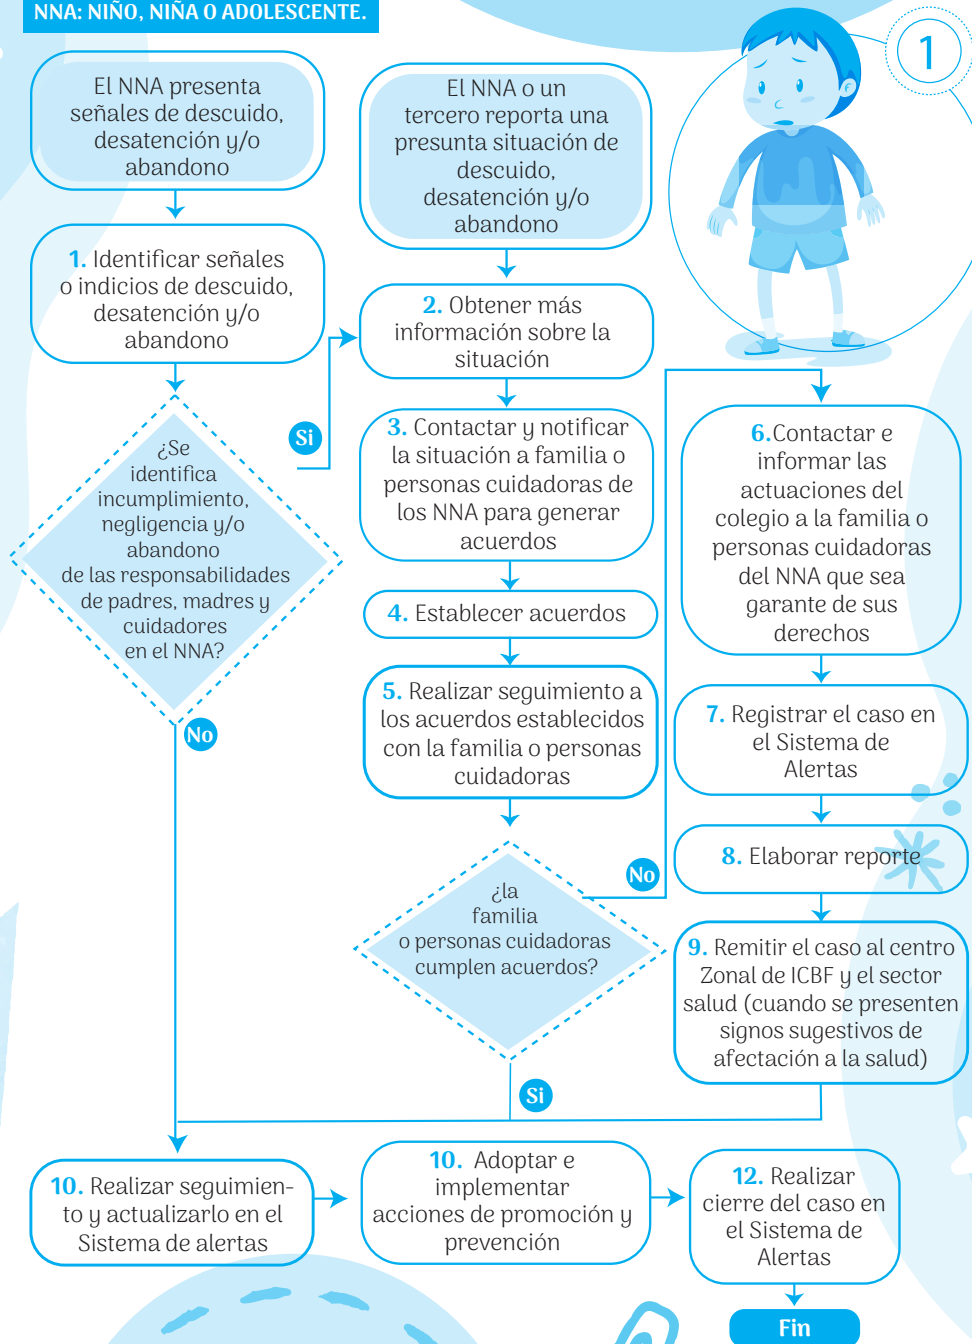 NNA: NIÑO, NIÑA O ADOLESCENTE.
1
El NNA presenta
señales de descuido,
desatención y/o
abandono
El NNA o un
tercero reporta una
presunta situación de
descuido,
desatención y/o
abandono
1. Identificar señales
o indicios de descuido,
desatención y/o
abandono
¿Se
identifica
incumplimiento,
negligencia y/o
abandono
de las responsabilidades
de padres, madres y
cuidadores
en el NNA?
Si
No
2. Obtener más
información sobre la
situación
3. Contactar y notificar
la situación a familia o
personas cuidadoras de
los NNA para generar
acuerdos
4. Establecer acuerdos
5. Realizar seguimiento a
los acuerdos establecidos
con la familia o personas
cuidadoras
¿la
familia
o personas cuidadoras
cumplen acuerdos?
No
Si
6.Contactar e
informar las
actuaciones del
colegio a la familia o
personas cuidadoras
del NNA que sea
garante de sus
derechos
7. Registrar el caso en
el Sistema de
Alertas
8. Elaborar reporte
9. Remitir el caso al centro
Zonal de ICBF y el sector
salud (cuando se presenten
signos sugestivos de
afectación a la salud)
10. Realizar seguimien-
to y actualizarlo en el
Sistema de alertas
10. Adoptar e
implementar
acciones de promoción y
prevención
12. Realizar
cierre del caso en
el Sistema de
Alertas
Fin